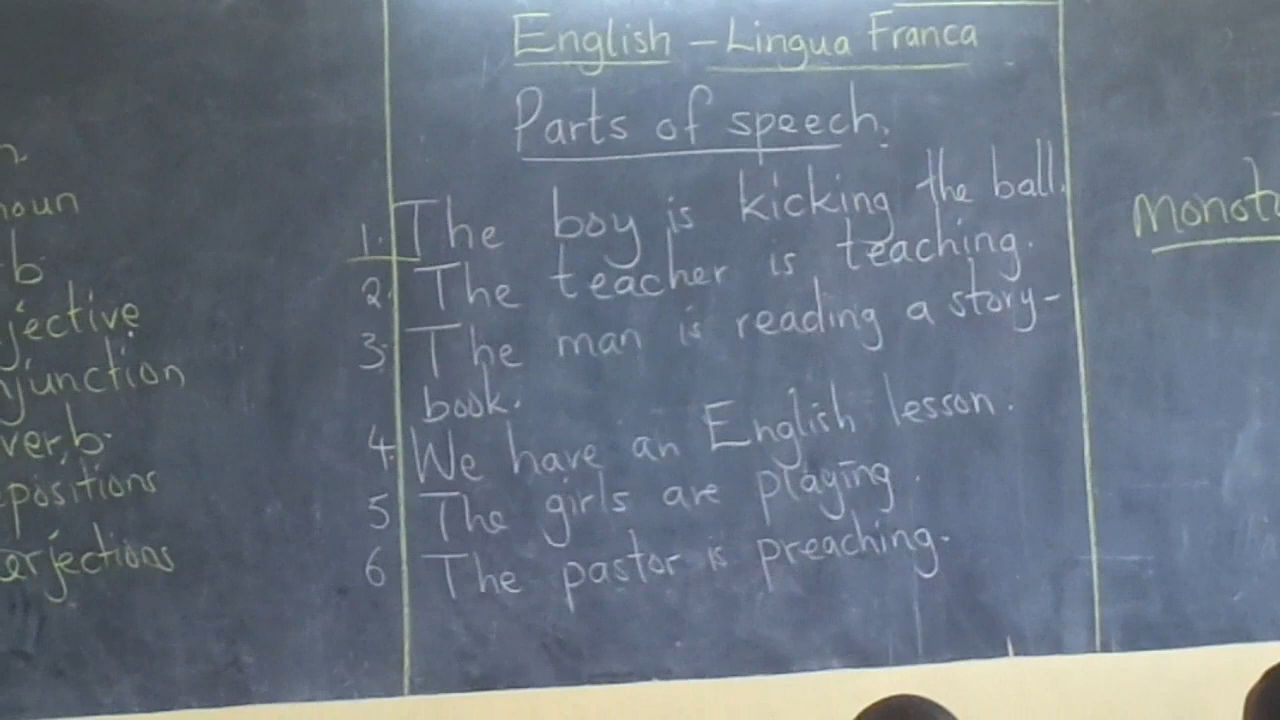 English - Lingua Franca
Parts of speech.
1. The boy is kicking the ball.
2. The teacher is teaching.
3. The man is reading a story-
book.
4. We have an English lesson.
5 The girls are playing.
6 The pastor is preaching.
noun
b
jective
njunction
verb.
positions
erjections
Monot